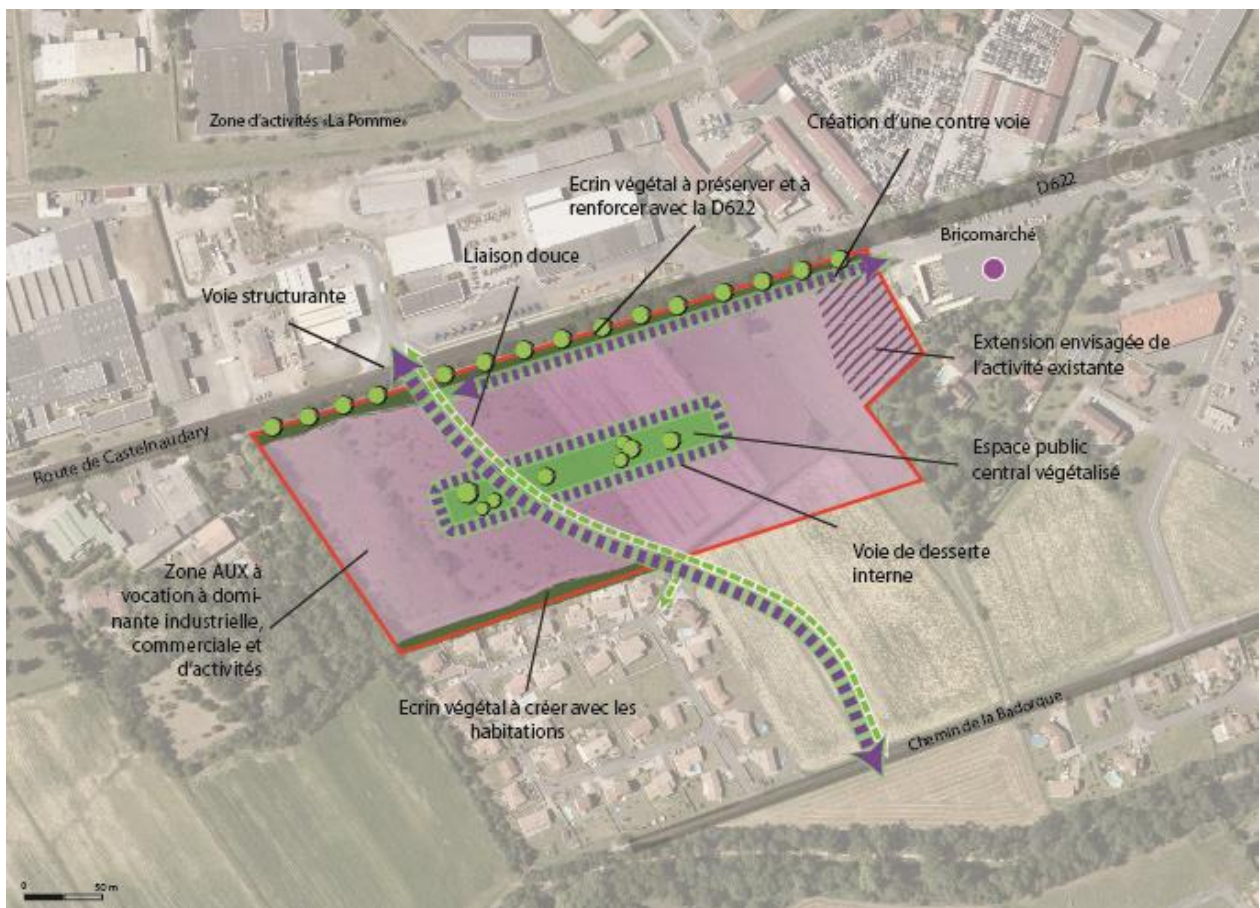 Zone d'activités «La Pomme»
Création d'une contre voie
Ecrin végétal à préserver et à
renforcer avec la D622
D622
Bricomarché
Liaison douce
Voie structurante
Extension envisagée de
l'activité existante
Route de Castelnaudary
Espace public
central végétalisé
Voie de desserte
interne
Zone AUX à
vocation à domi-
nante industrielle,
commerciale et
d'activités
Ecrin végétal à créer avec les
habitations
Chemin de la Badorque
0 50 m